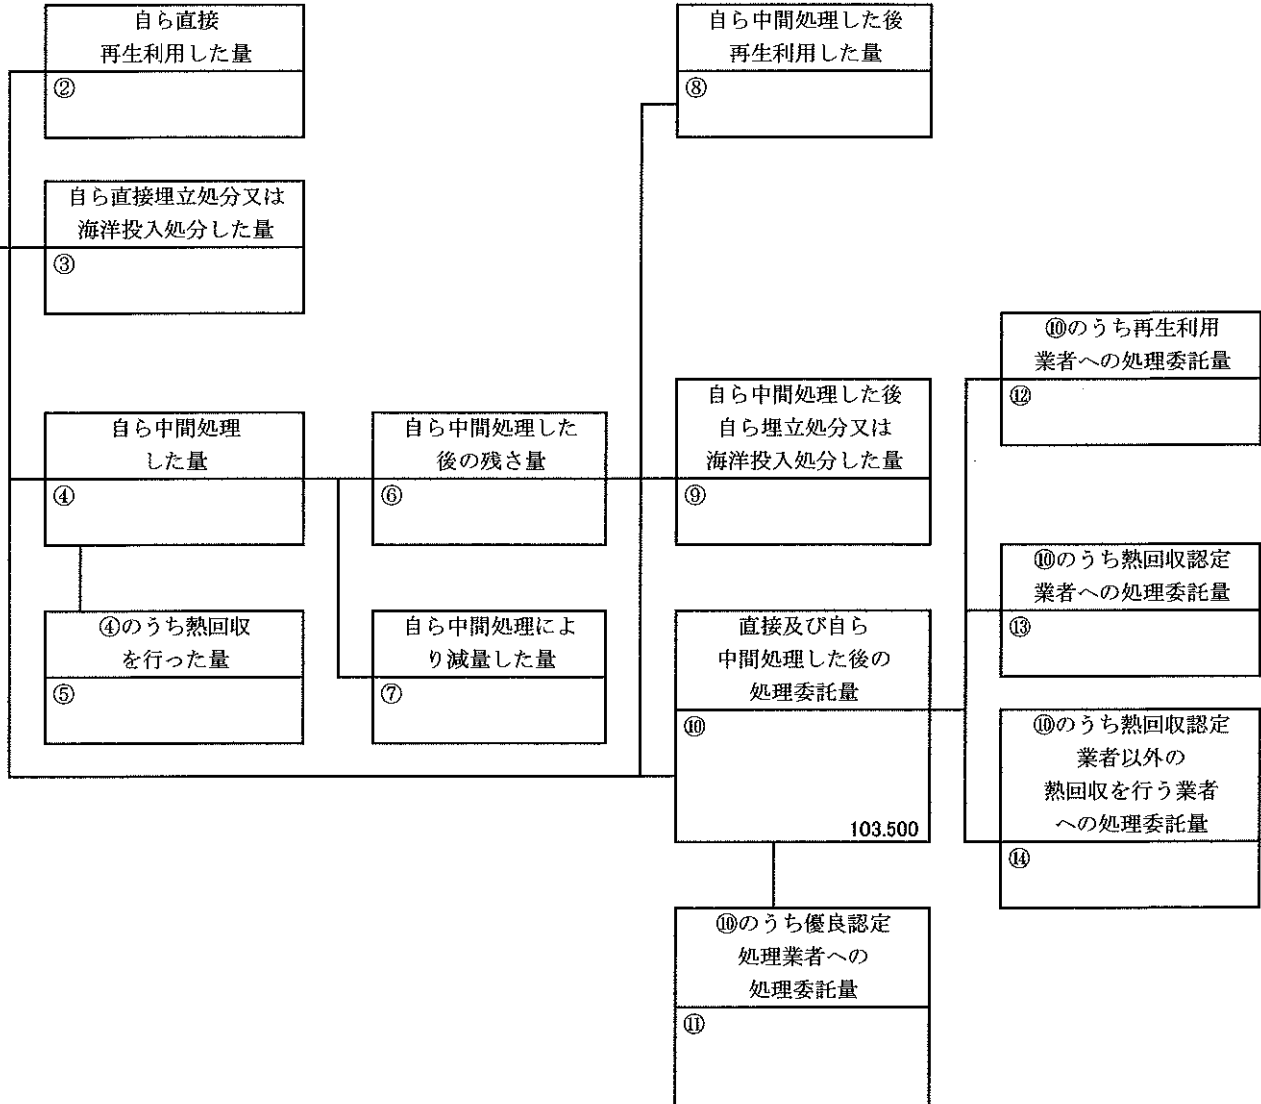 自ら直接
再生利用した量
②
自ら中間処理した後
再生利用した量
⑧
自ら直接埋立処分又は
海洋投入処分した量
③
⑩のうち再生利用
業者への処理委託量
⑫
自ら中間処理
した量
④
自ら中間処理した
後の残さ量
⑥
自ら中間処理した後
自ら埋立処分又は
海洋投入処分した量
⑨
⑩のうち熱回収認定
業者への処理委託量
⑬
④のうち熱回収
を行った量
⑤
自ら中間処理によ
り減量した量
⑦
直接及び自ら
中間処理した後の
処理委託量
⑩
103.500
⑩のうち熱回収認定
業者以外の
熱回収を行う業者
への処理委託量
⑭
⑩のうち優良認定
処理業者への
処理委託量
⑪